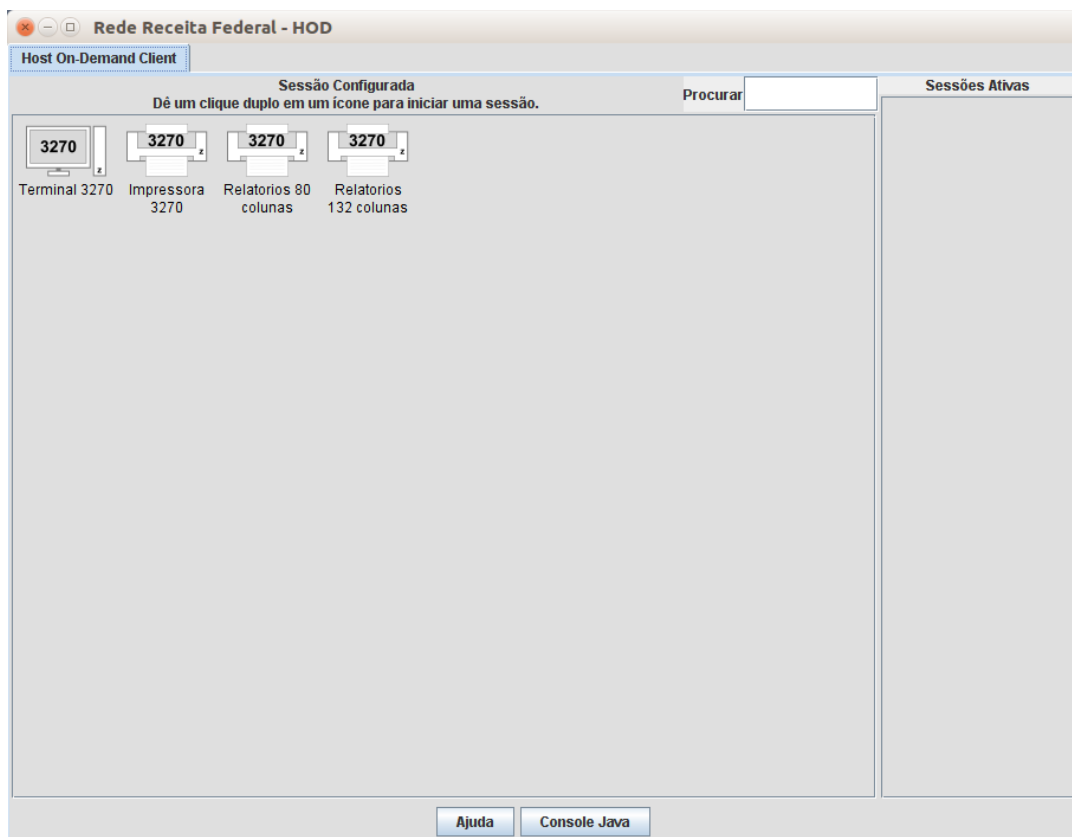 Rede Receita Federal - HOD
Host On-Demand Client
Sessão Configurada
Dê um clique duplo em um ícone para iniciar uma sessão.
Procurar
Sessões Ativas
3270
z
3270
z
3270
z
3270
z
Terminal 3270
Impressora
3270
Relatorios 80
colunas
Relatorios
132 colunas
Ajuda
Console Java